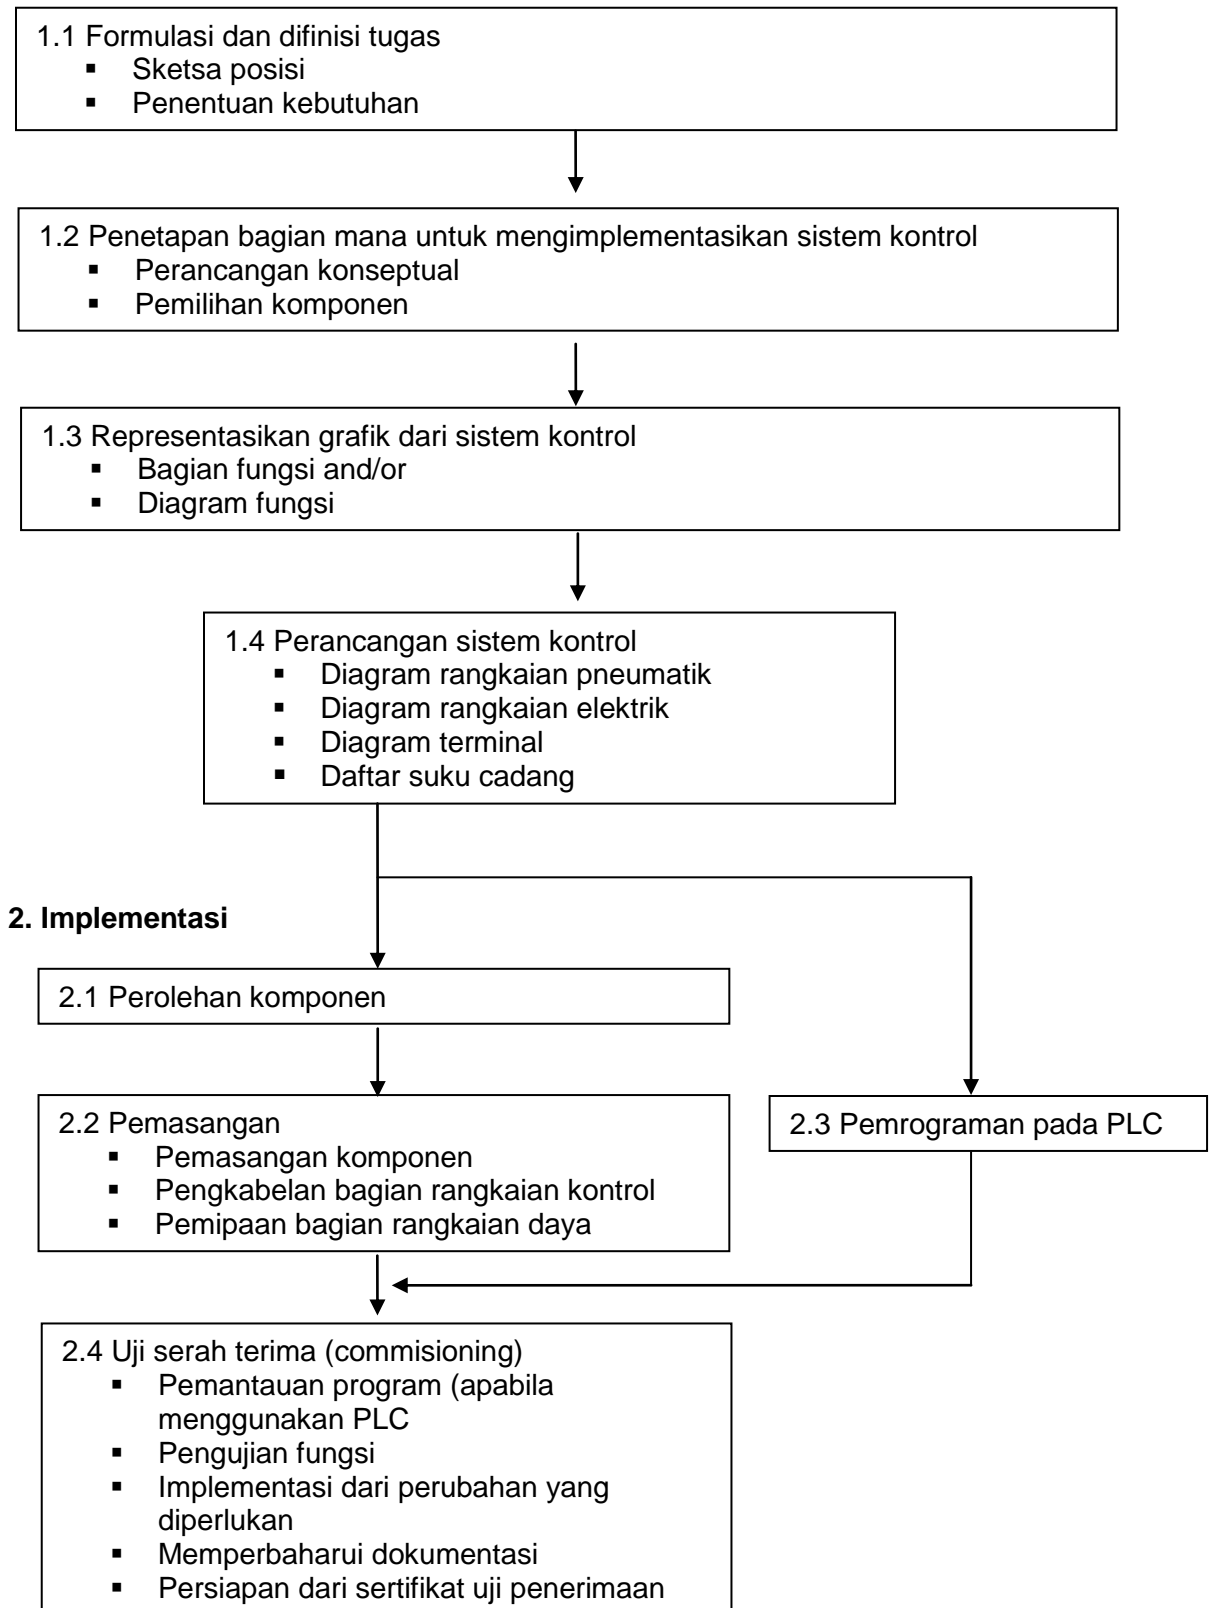 1.1 Formulasi dan difinisi tugas
▪ Sketsa posisi
▪ Penentuan kebutuhan
1.2 Penetapan bagian mana untuk mengimplementasikan sistem kontrol
▪ Perancangan konseptual
▪ Pemilihan komponen
1.3 Representasikan grafik dari sistem kontrol
▪ Bagian fungsi and/or
▪ Diagram fungsi
1.4 Perancangan sistem kontrol
▪ Diagram rangkaian pneumatik
▪ Diagram rangkaian elektrik
▪ Diagram terminal
▪ Daftar suku cadang
2. Implementasi
2.1 Perolehan komponen
2.2 Pemasangan
▪ Pemasangan komponen
▪ Pengkabelan bagian rangkaian kontrol
▪ Pemipaan bagian rangkaian daya
2.3 Pemrograman pada PLC
2.4 Uji serah terima (commisioning)
▪ Pemantauan program (apabila
menggunakan PLC
▪ Pengujian fungsi
▪ Implementasi dari perubahan yang
diperlukan
▪ Memperbaharui dokumentasi
▪ Persiapan dari sertifikat uji penerimaan